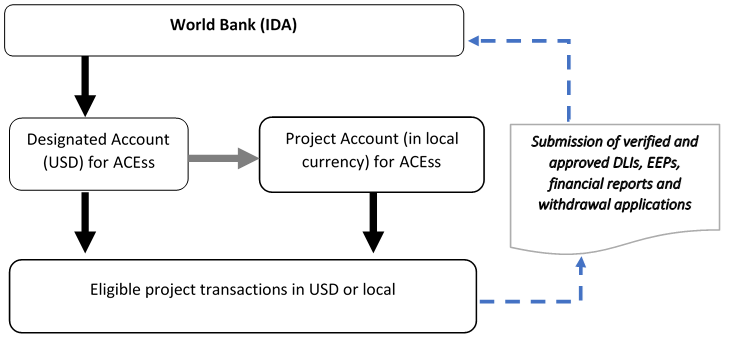 World Bank (IDA)
Designated Account
(USD) for ACEss
Project Account (in local
currency) for ACEss
Submission of verified and
approved DLIs, EEPs,
financial reports and
withdrawal applications
Eligible project transactions in USD or local